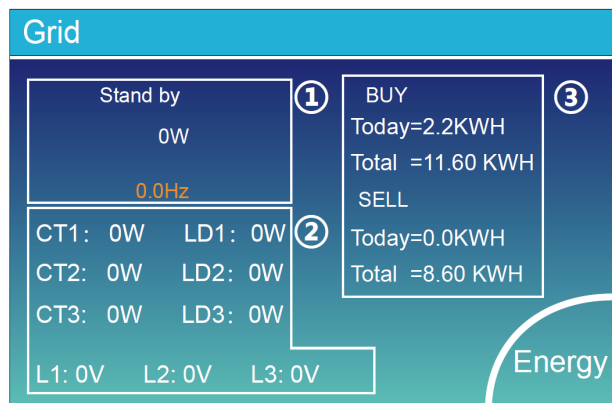 Grid
Stand by
①
0W
0.0Hz
CT1: 0W LD1: 0W
②
CT2: 0W LD2: 0W
CT3: 0W LD3: 0W
L1: 0V L2: 0V L3: 0V
BUY
③
Today=2.2KWH
Total =11.60 KWH
SELL
Today=0.0KWH
Total =8.60 KWH
Energy